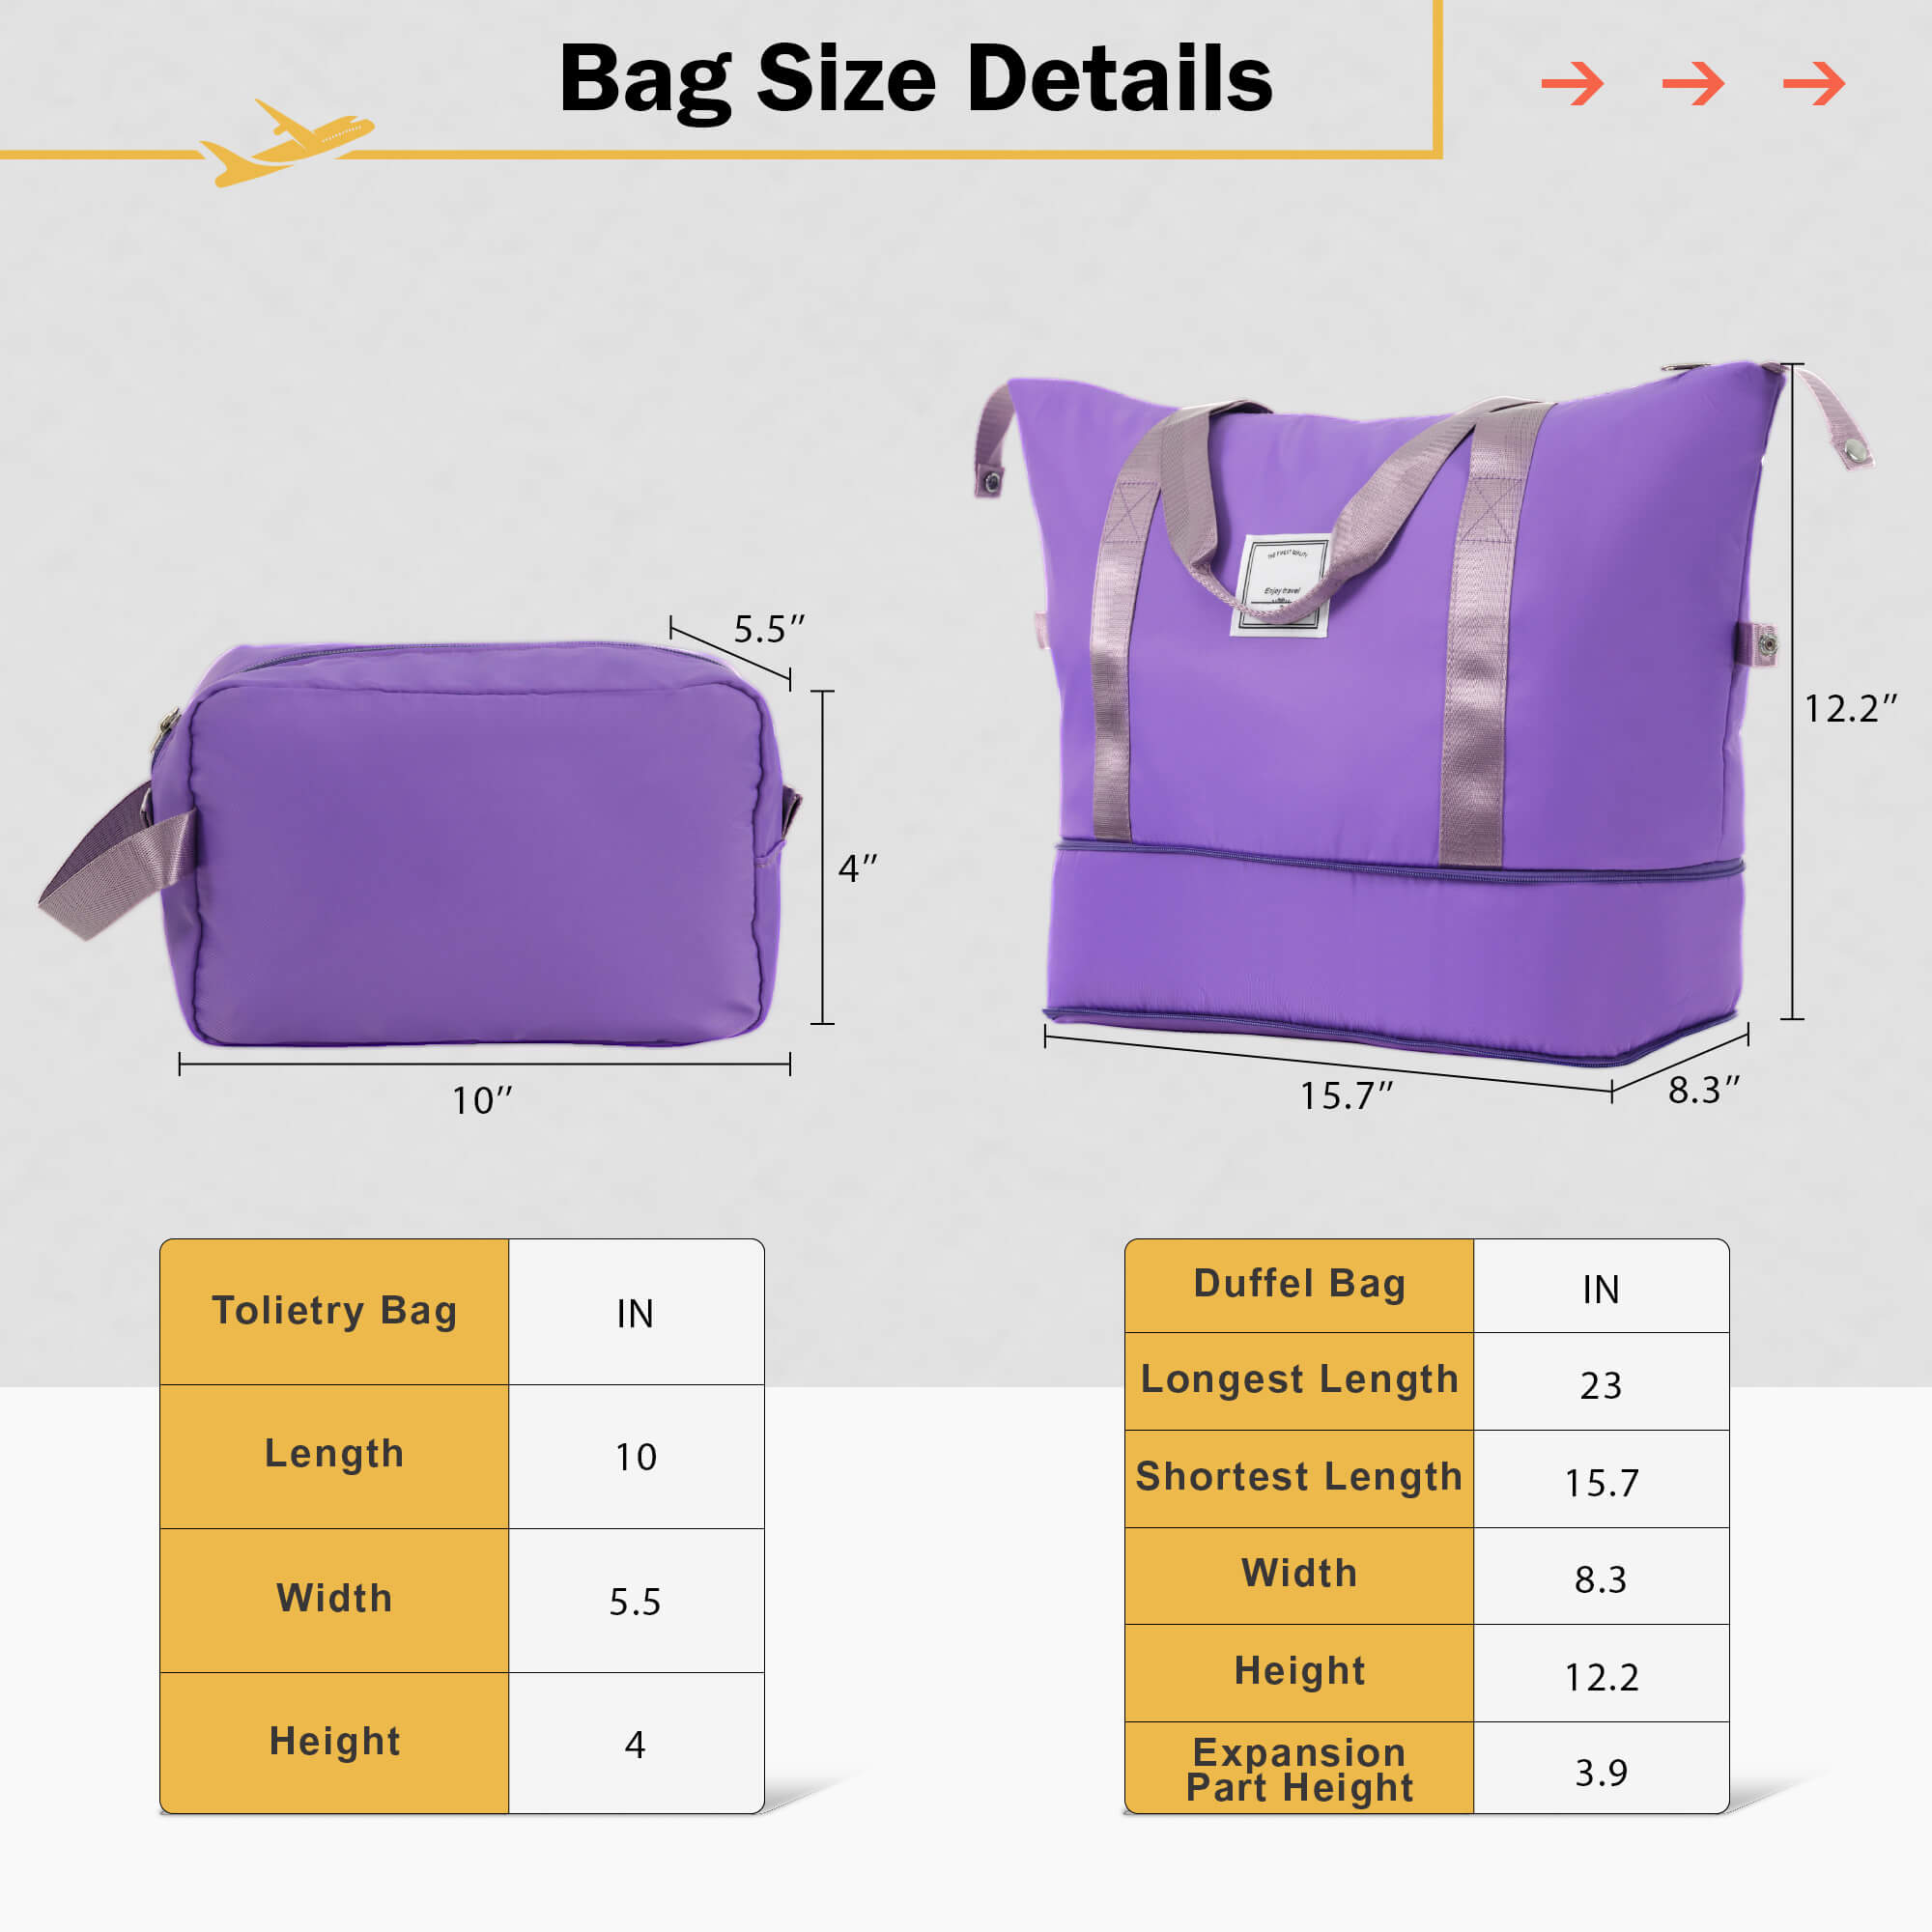 Bag Size Details
5.5″
4″
10″
12.2″
15.7″
8.3″
Enjoy travel
Tolietry Bag IN
Length 10
Width 5.5
Height 4
Duffel Bag IN
Longest Length 23
Shortest Length 15.7
Width 8.3
Height 12.2
Expansion
Part Height 3.9